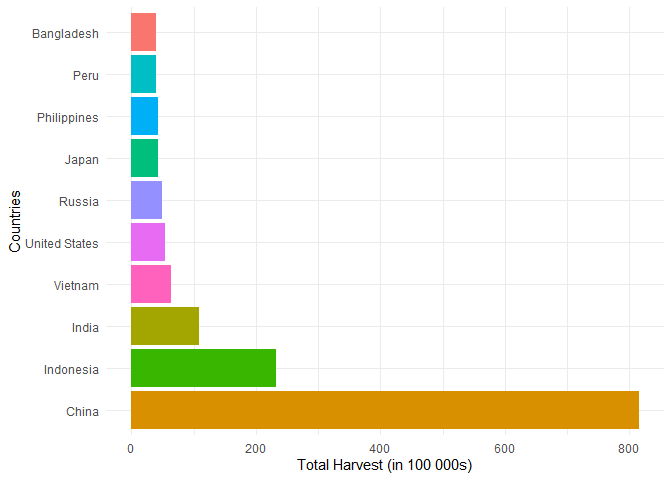 Bangladesh
Peru
Philippines
Japan
Russia
United States
Vietnam
India
Indonesia
China
Countries
0 200 400 600 800
Total Harvest (in 100 000s)